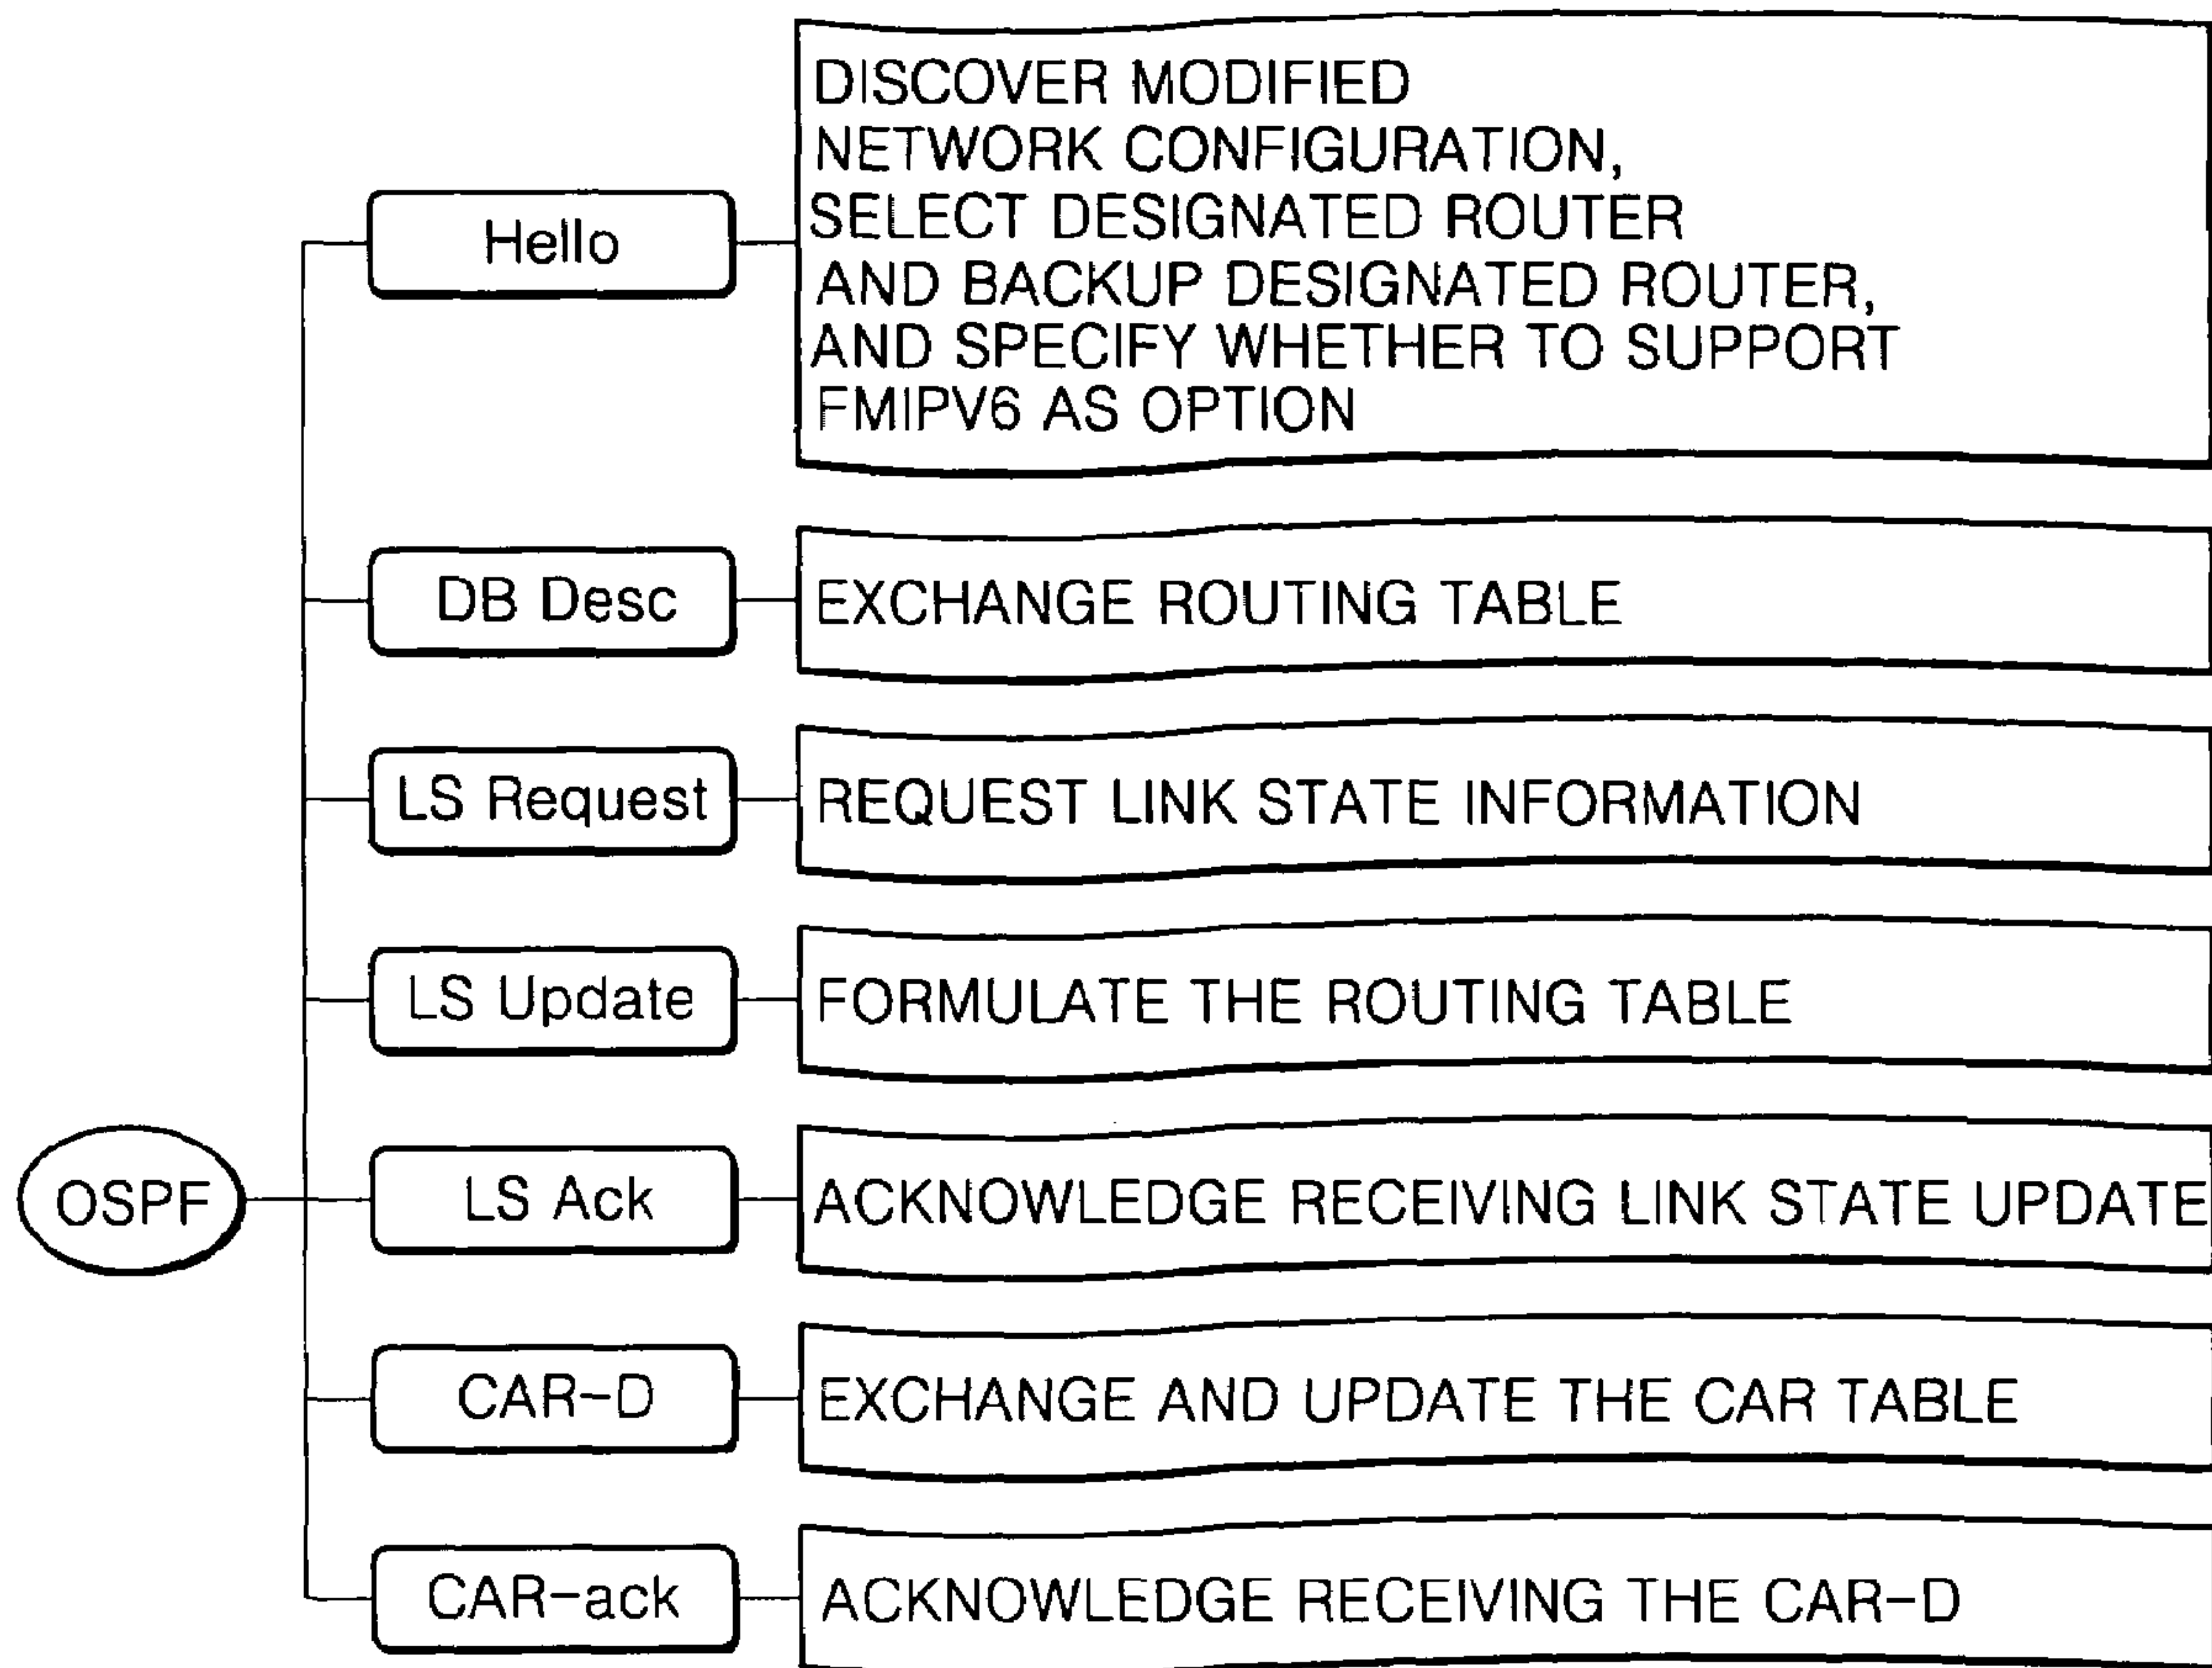 Hello
DISCOVER MODIFIED
NETWORK CONFIGURATION,
SELECT DESIGNATED ROUTER
AND BACKUP DESIGNATED ROUTER,
AND SPECIFY WHETHER TO SUPPORT
FMIPV6 AS OPTION
DB Desc
EXCHANGE ROUTING TABLE
LS Request
REQUEST LINK STATE INFORMATION
LS Update
FORMULATE THE ROUTING TABLE
OSPF
LS Ack
ACKNOWLEDGE RECEIVING LINK STATE UPDATE
CAR-D
EXCHANGE AND UPDATE THE CAR TABLE
CAR-ack
ACKNOWLEDGE RECEIVING THE CAR-D